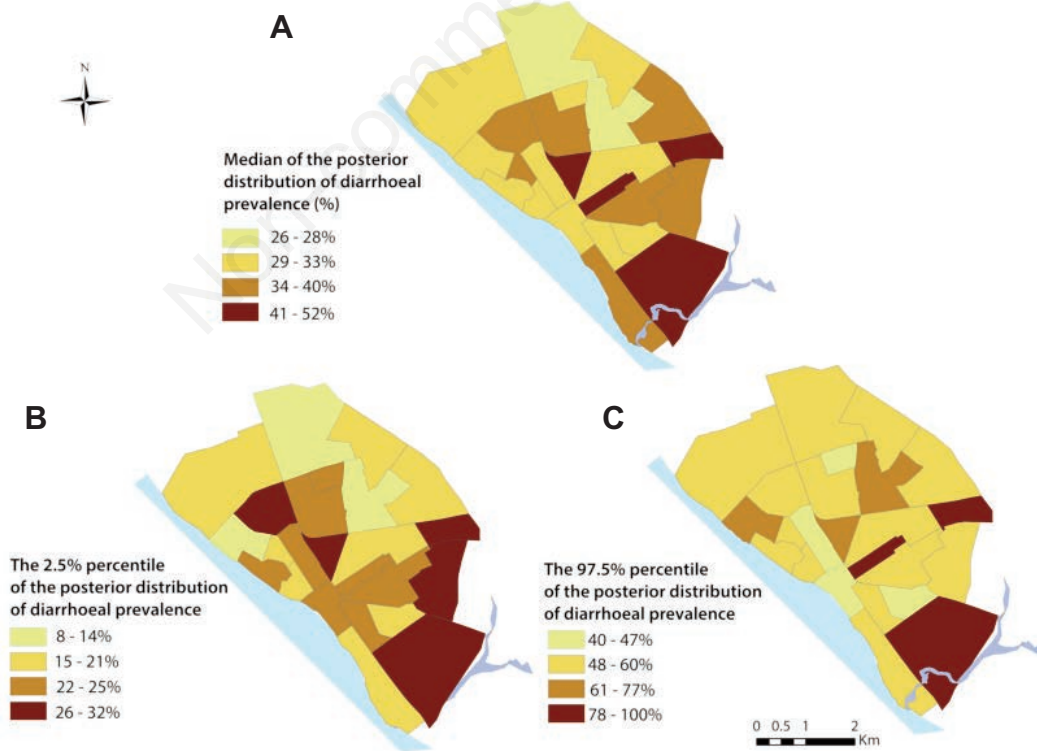 A
N
Non-comme
Median of the posterior
distribution of diarrhoeal
prevalence (%)
26 - 28%
29 - 33%
34 - 40%
41 - 52%
B
The 2.5% percentile
of the posterior distribution
of diarrhoeal prevalence
8 - 14%
15 - 21%
22 - 25%
26 - 32%
C
The 97.5% percentile
of the posterior distribution
of diarrhoeal prevalence
40 - 47%
48 - 60%
61 - 77%
78 - 100%
0 0.5 1 2
Km